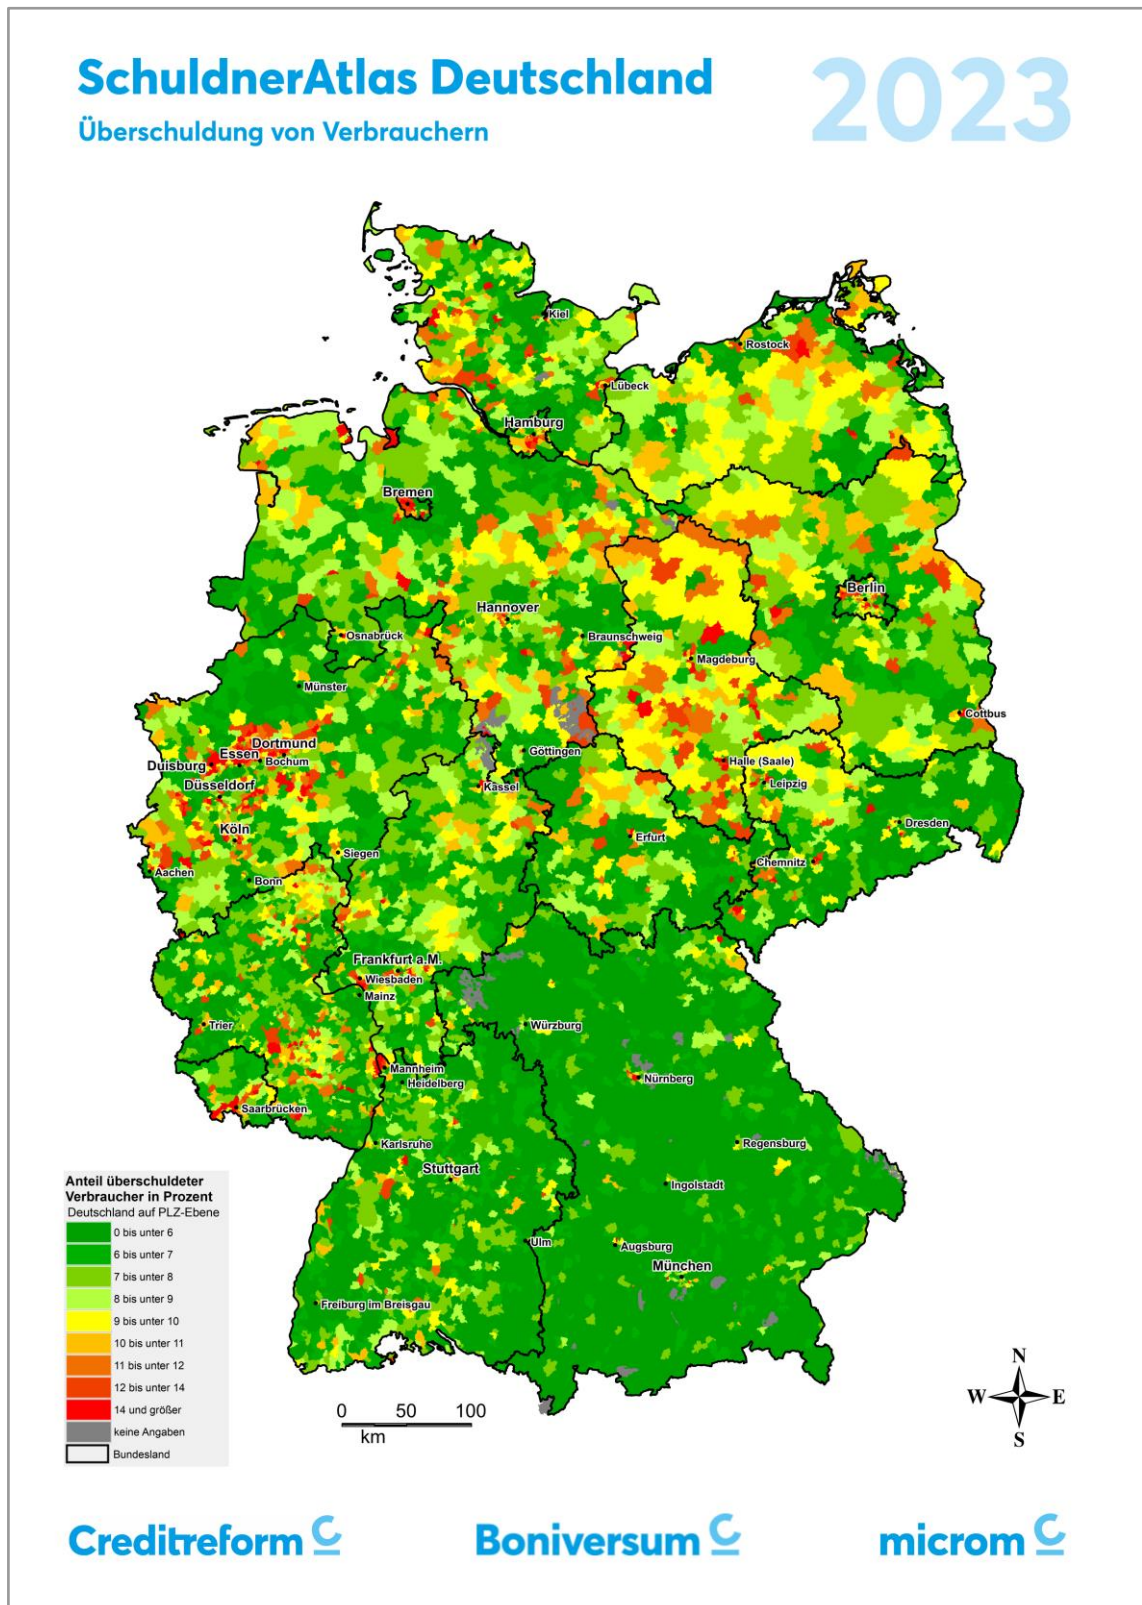 SchuldnerAtlas Deutschland
2023
Überschuldung von Verbrauchern
Kiel
Rostock
Lübeck
Hamburg
Bremen
Berlin
Hannover
Osnabrück
Braunschweig
Magdeburg
Münster
Cottbus
Dortmund
Essen
Bochum
Duisburg
Göttingen
Halle (Saale)
Düsseldorf
Kassel
Leipzig
Köln
Erfurt
Dresden
Siegen
Chemnitz
Aachen
Bonn
Frankfurt a.M.
Wiesbaden
Mainz
Trier
Würzburg
Mannheim
Nürnberg
Heidelberg
Saarbrücken
Karlsruhe
Regensburg
Stuttgart
Ingolstadt
Ulm
Augsburg
München
Freiburg im Breisgau
Anteil überschuldeter
Verbraucher in Prozent
Deutschland auf PLZ-Ebene
0 bis unter 6
6 bis unter 7
7 bis unter 8
8 bis unter 9
9 bis unter 10
10 bis unter 11
11 bis unter 12
12 bis unter 14
14 und größer
keine Angaben
Bundesland
0 50 100
km
N
W E
S
Creditreform C
Boniversum C
microm C